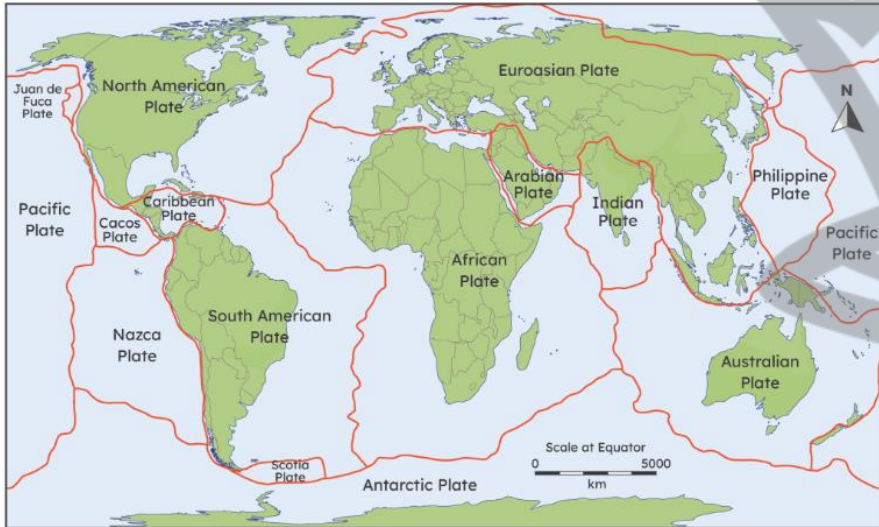 North American
Plate
Juan de
Fuca
Plate
Euroasian Plate
N
Pacific
Plate
Cacos
Plate
Caribbean
Plate
Arabian
Plate
Indian
Plate
Philippine
Plate
Pacific
Plate
African
Plate
Nazca
Plate
South American
Plate
Australian
Plate
Scotia
Plate
Antarctic Plate
Scale at Equator
0 5000
km